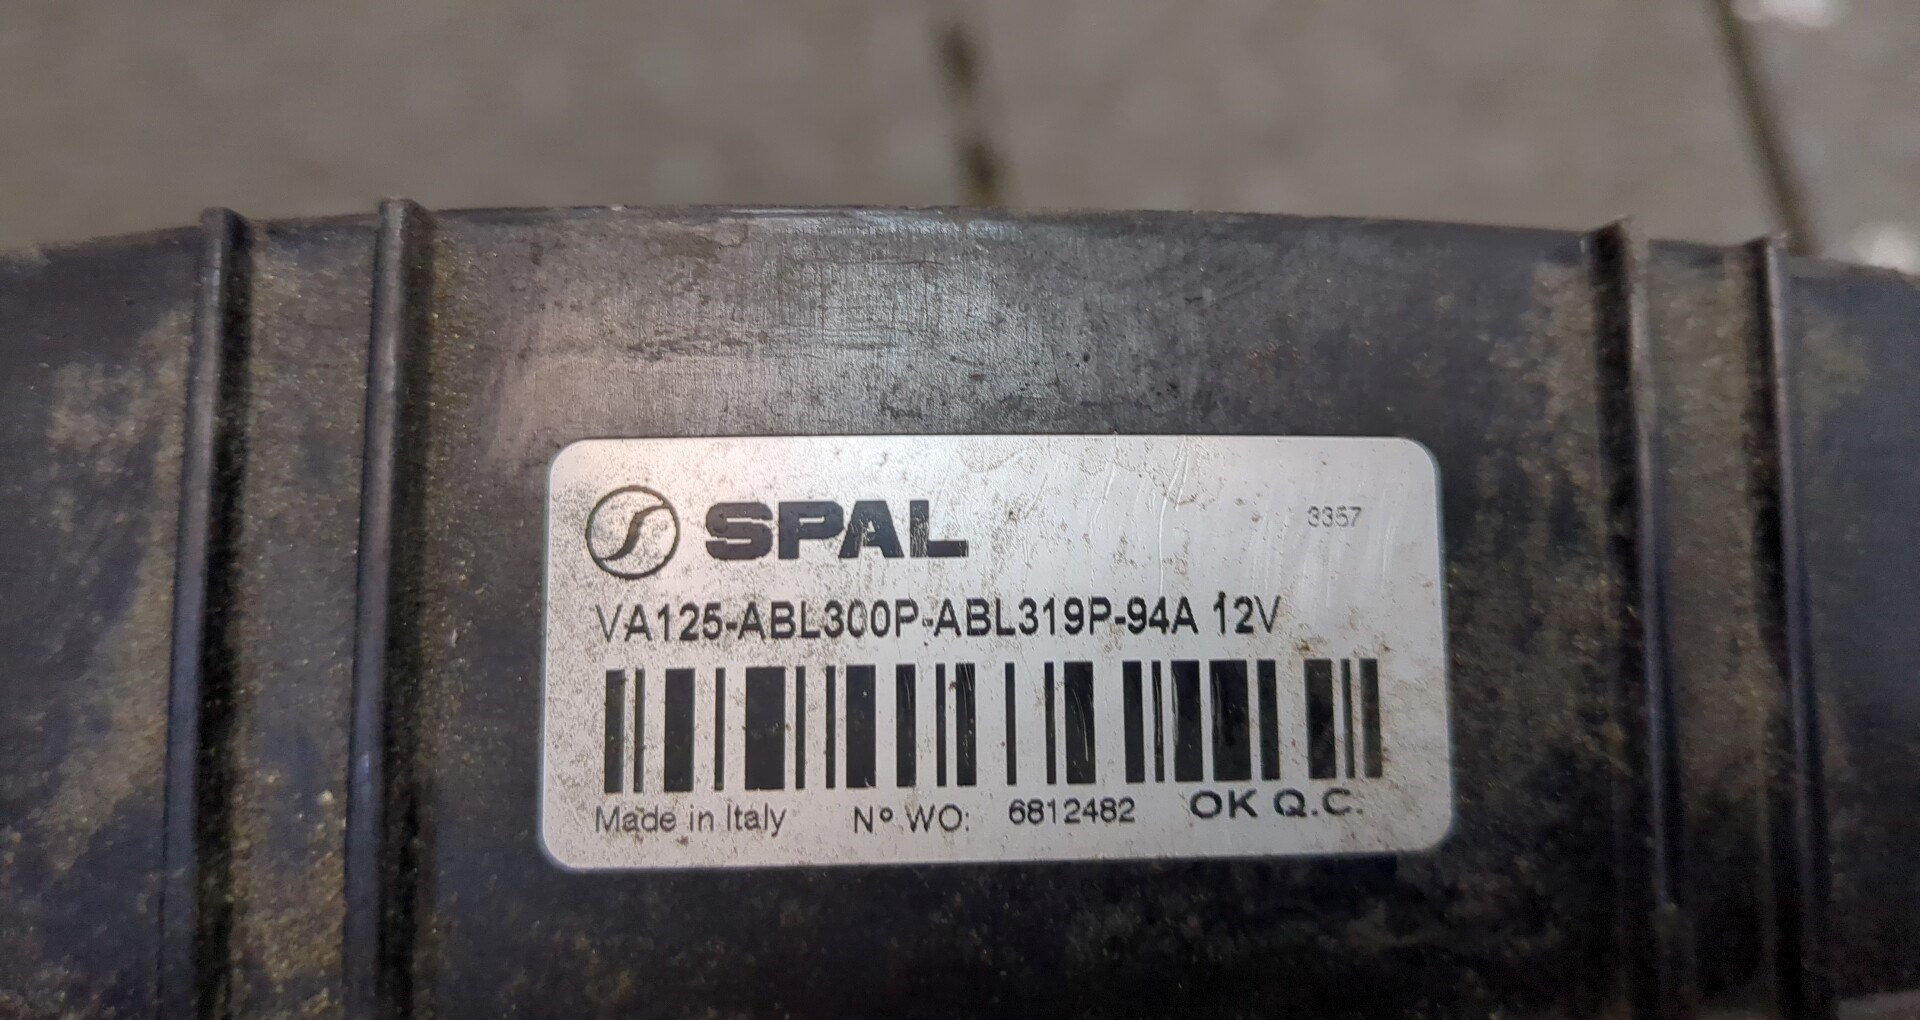 SPAL 3357
VA125-ABL300P-ABL319P-94A 12V
Made in Italy N° WO: 6812482 OK Q.C.